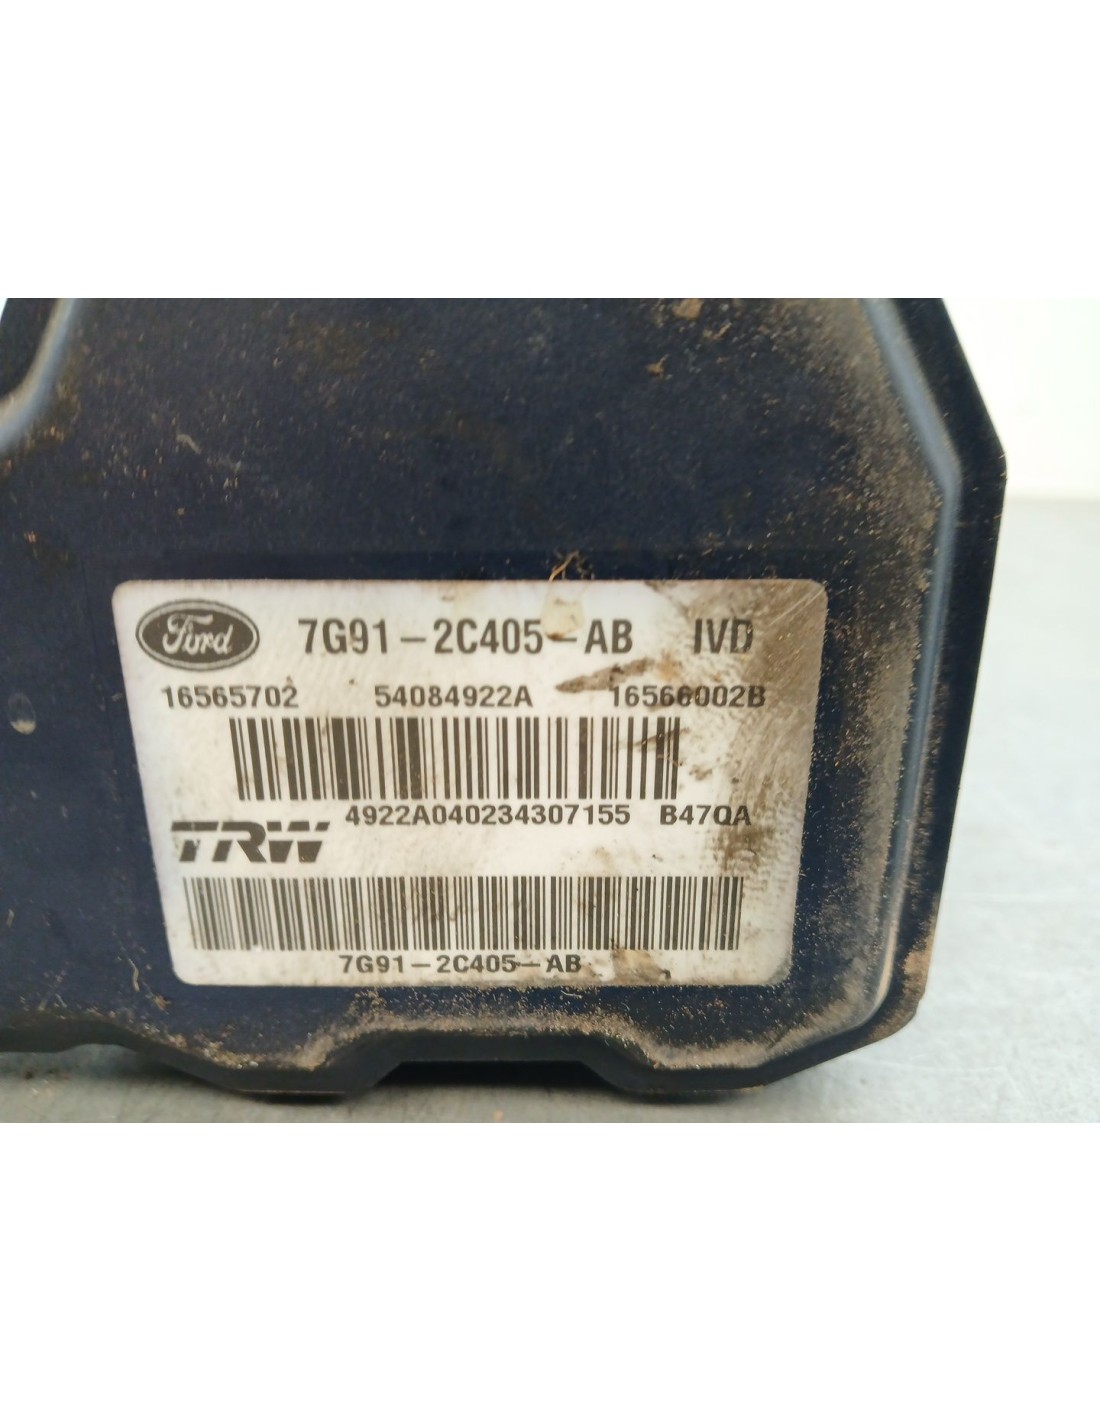 Ford 7G91-2C405-AB IVD
16565702 54084922A 16566002B
4922A040234307155 B47QA
TRW
7G91-2C405-AB